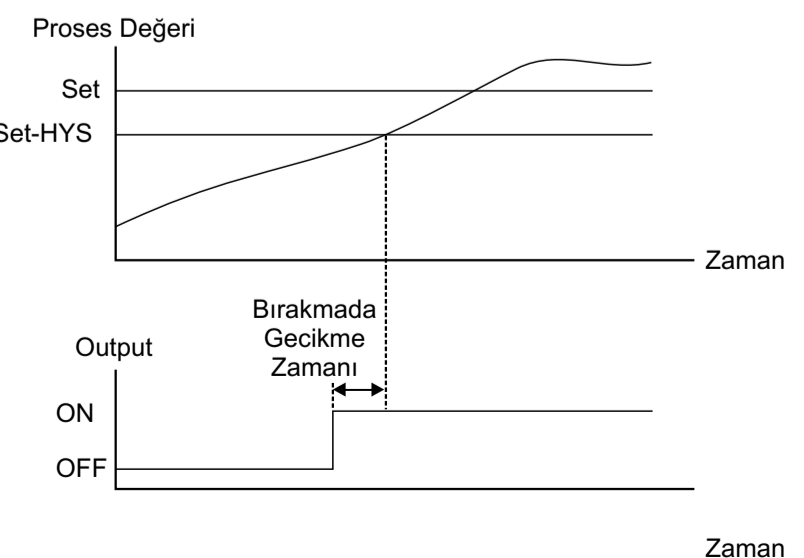 Proses Değeri
Set
Set-HYS
Zaman
Bırakmada
Gecikme
Zamanı
Output
ON
OFF
Zaman